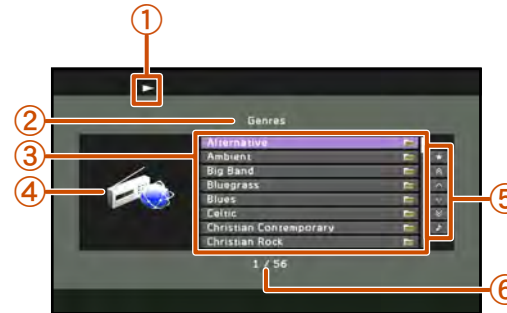 ①
②
Genres
③
Alternative
Ambient
Big Band
④
Bluegrass
Blues
⑤
Celtic
Christian Contemporary
Christian Rock
1 / 56
⑥